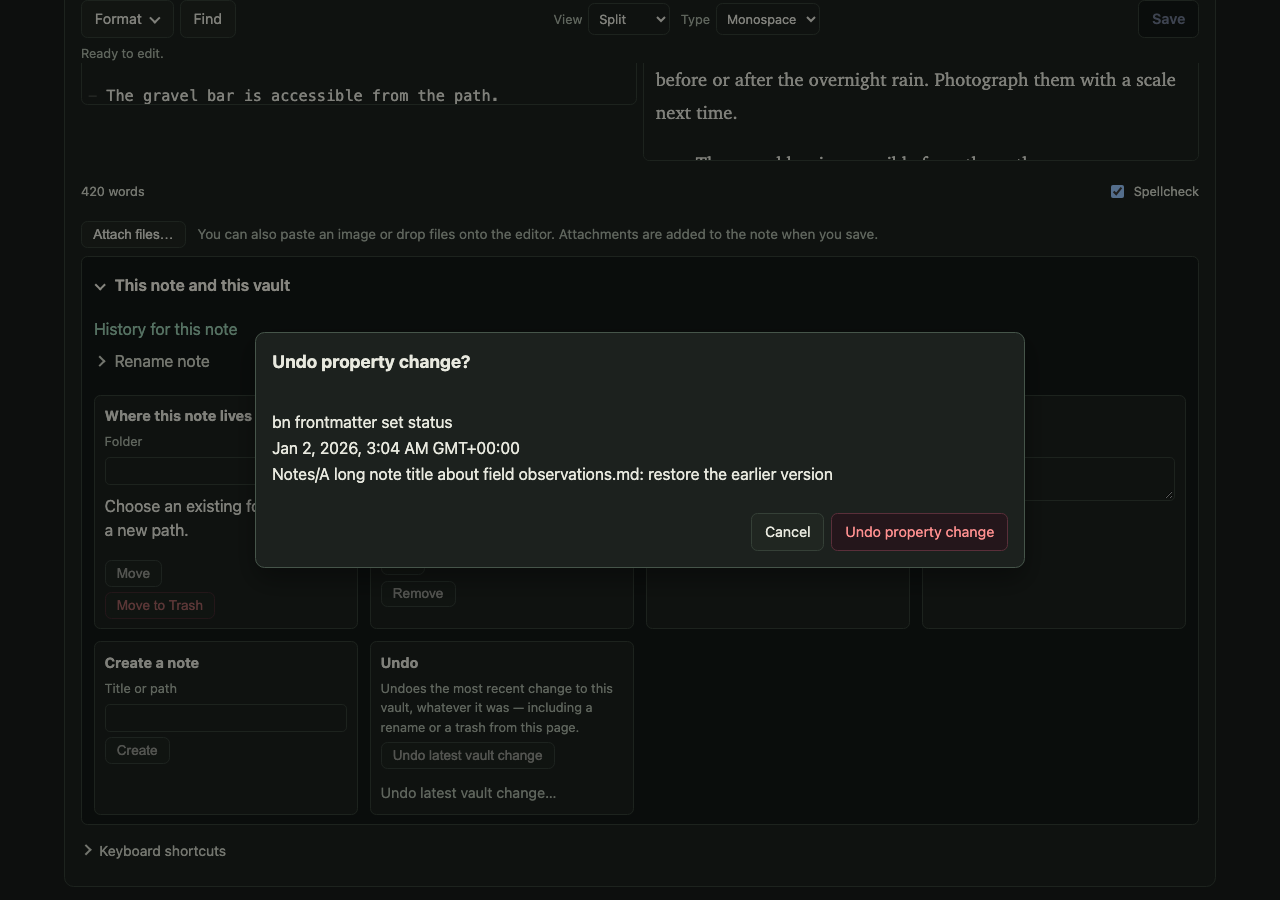 Format
Find
View
Split
Type
Monospace
Save
Ready to edit.
– The gravel bar is accessible from the path.
before or after the overnight rain. Photograph them with a scale
next time.
420 words
Spellcheck
Attach files…
You can also paste an image or drop files onto the editor. Attachments are added to the note when you save.
This note and this vault
History for this note
Rename note
Undo property change?
bn frontmatter set status
Jan 2, 2026, 3:04 AM GMT+00:00
Notes/A long note title about field observations.md: restore the earlier version
Cancel
Undo property change
Where this note lives
Folder
Choose an existing
a new path.
Move
Move to Trash
Remove
Create a note
Title or path
Create
Undo
Undoes the most recent change to this
vault, whatever it was — including a
rename or a trash from this page.
Undo latest vault change
Undo latest vault change…
Keyboard shortcuts